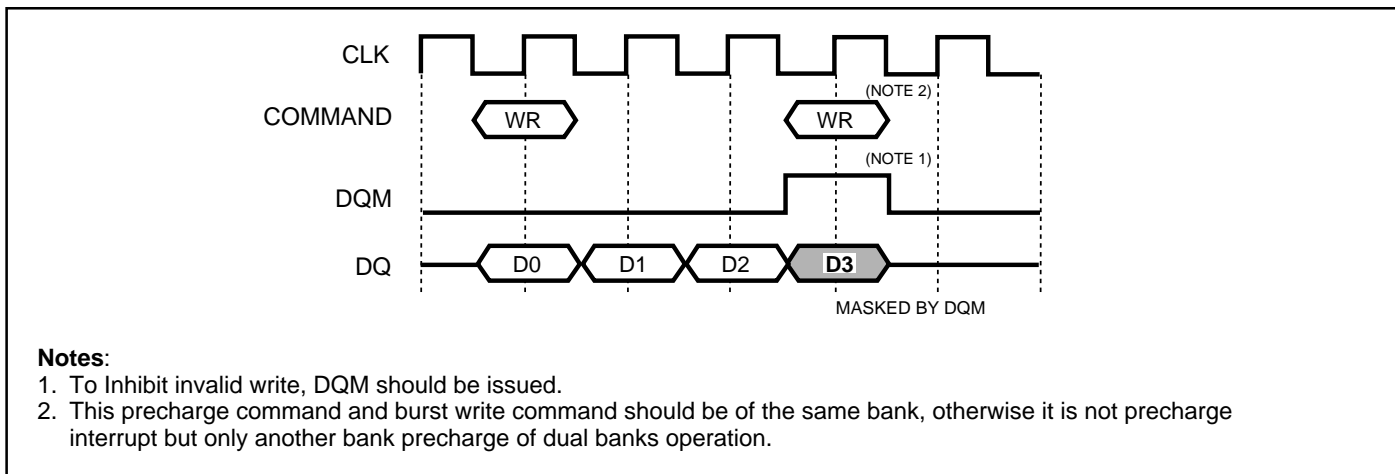 CLK
(NOTE 2)
COMMAND WR WR
(NOTE 1)
DQM
DQ D0 D1 D2 D3
MASKED BY DQM
Notes:
1. To Inhibit invalid write, DQM should be issued.
2. This precharge command and burst write command should be of the same bank, otherwise it is not precharge
interrupt but only another bank precharge of dual banks operation.